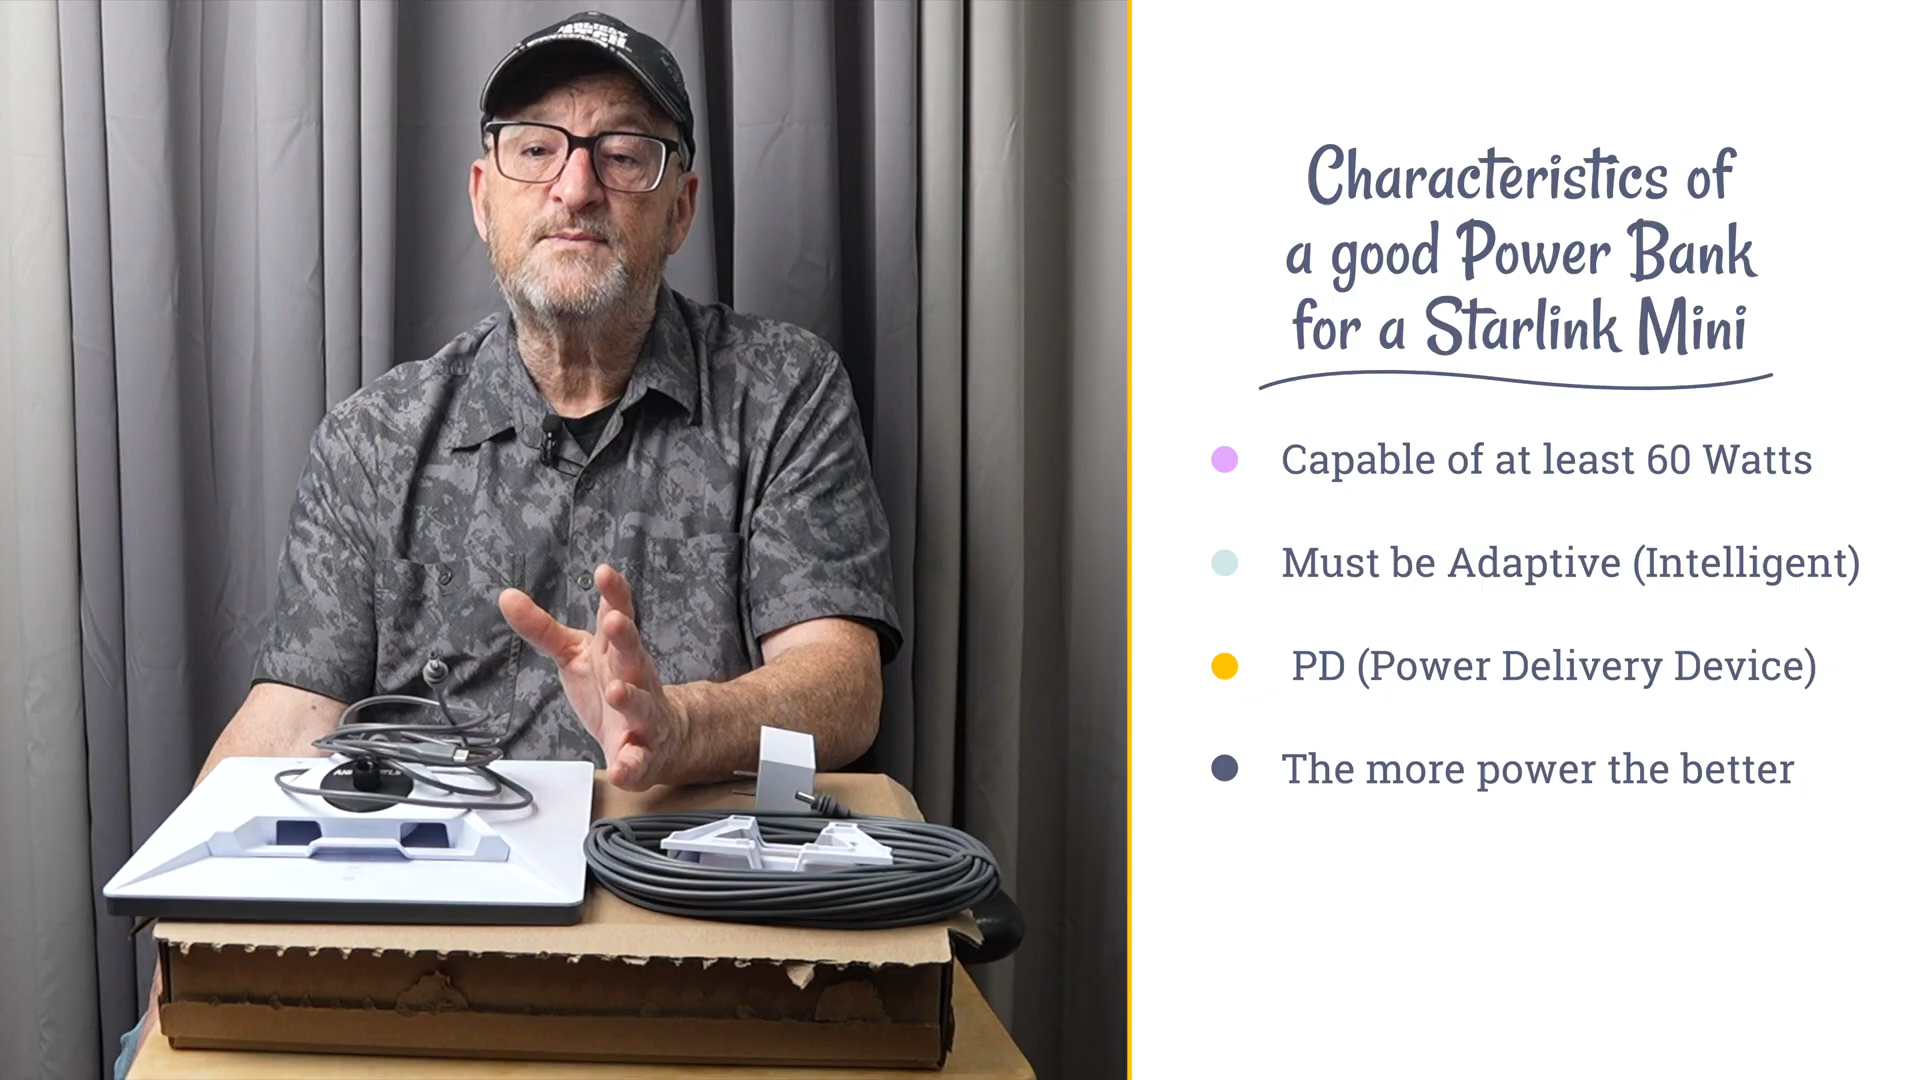 Characteristics of
a good Power Bank
for a Starlink Mini
Capable of at least 60 Watts
Must be Adaptive (Intelligent)
PD (Power Delivery Device)
The more power the better